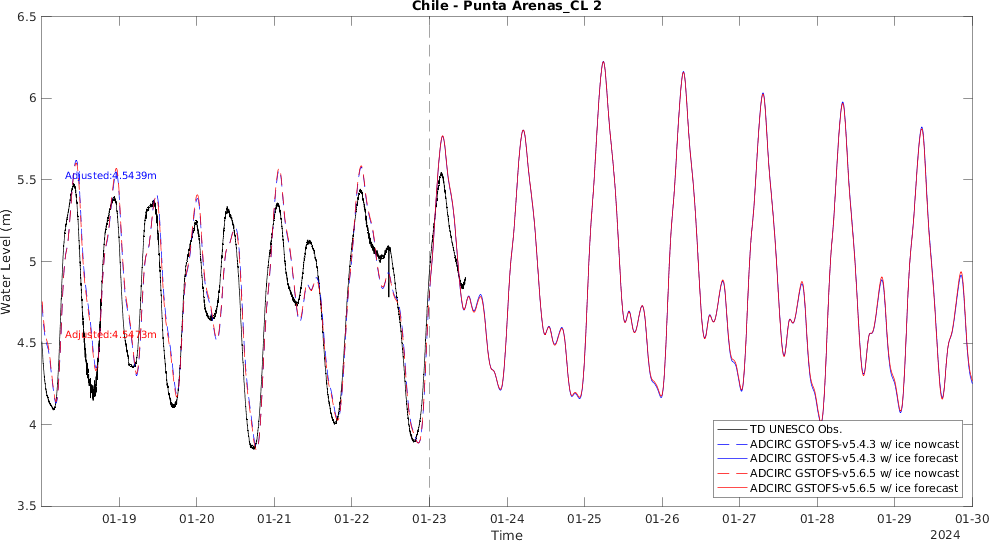 Chile - Punta Arenas_CL 2
6.5
6
5.5
5
4.5
4
3.5
Water Level (m)
Adjusted:4.5439m
Adjusted:4.5473m
TD UNESCO Obs.
ADCIRC GSTOFS-v5.4.3 w/ ice nowcast
ADCIRC GSTOFS-v5.4.3 w/ ice forecast
ADCIRC GSTOFS-v5.6.5 w/ ice nowcast
ADCIRC GSTOFS-v5.6.5 w/ ice forecast
01-19 01-20 01-21 01-22 01-23 01-24 01-25 01-26 01-27 01-28 01-29 01-30
Time
2024